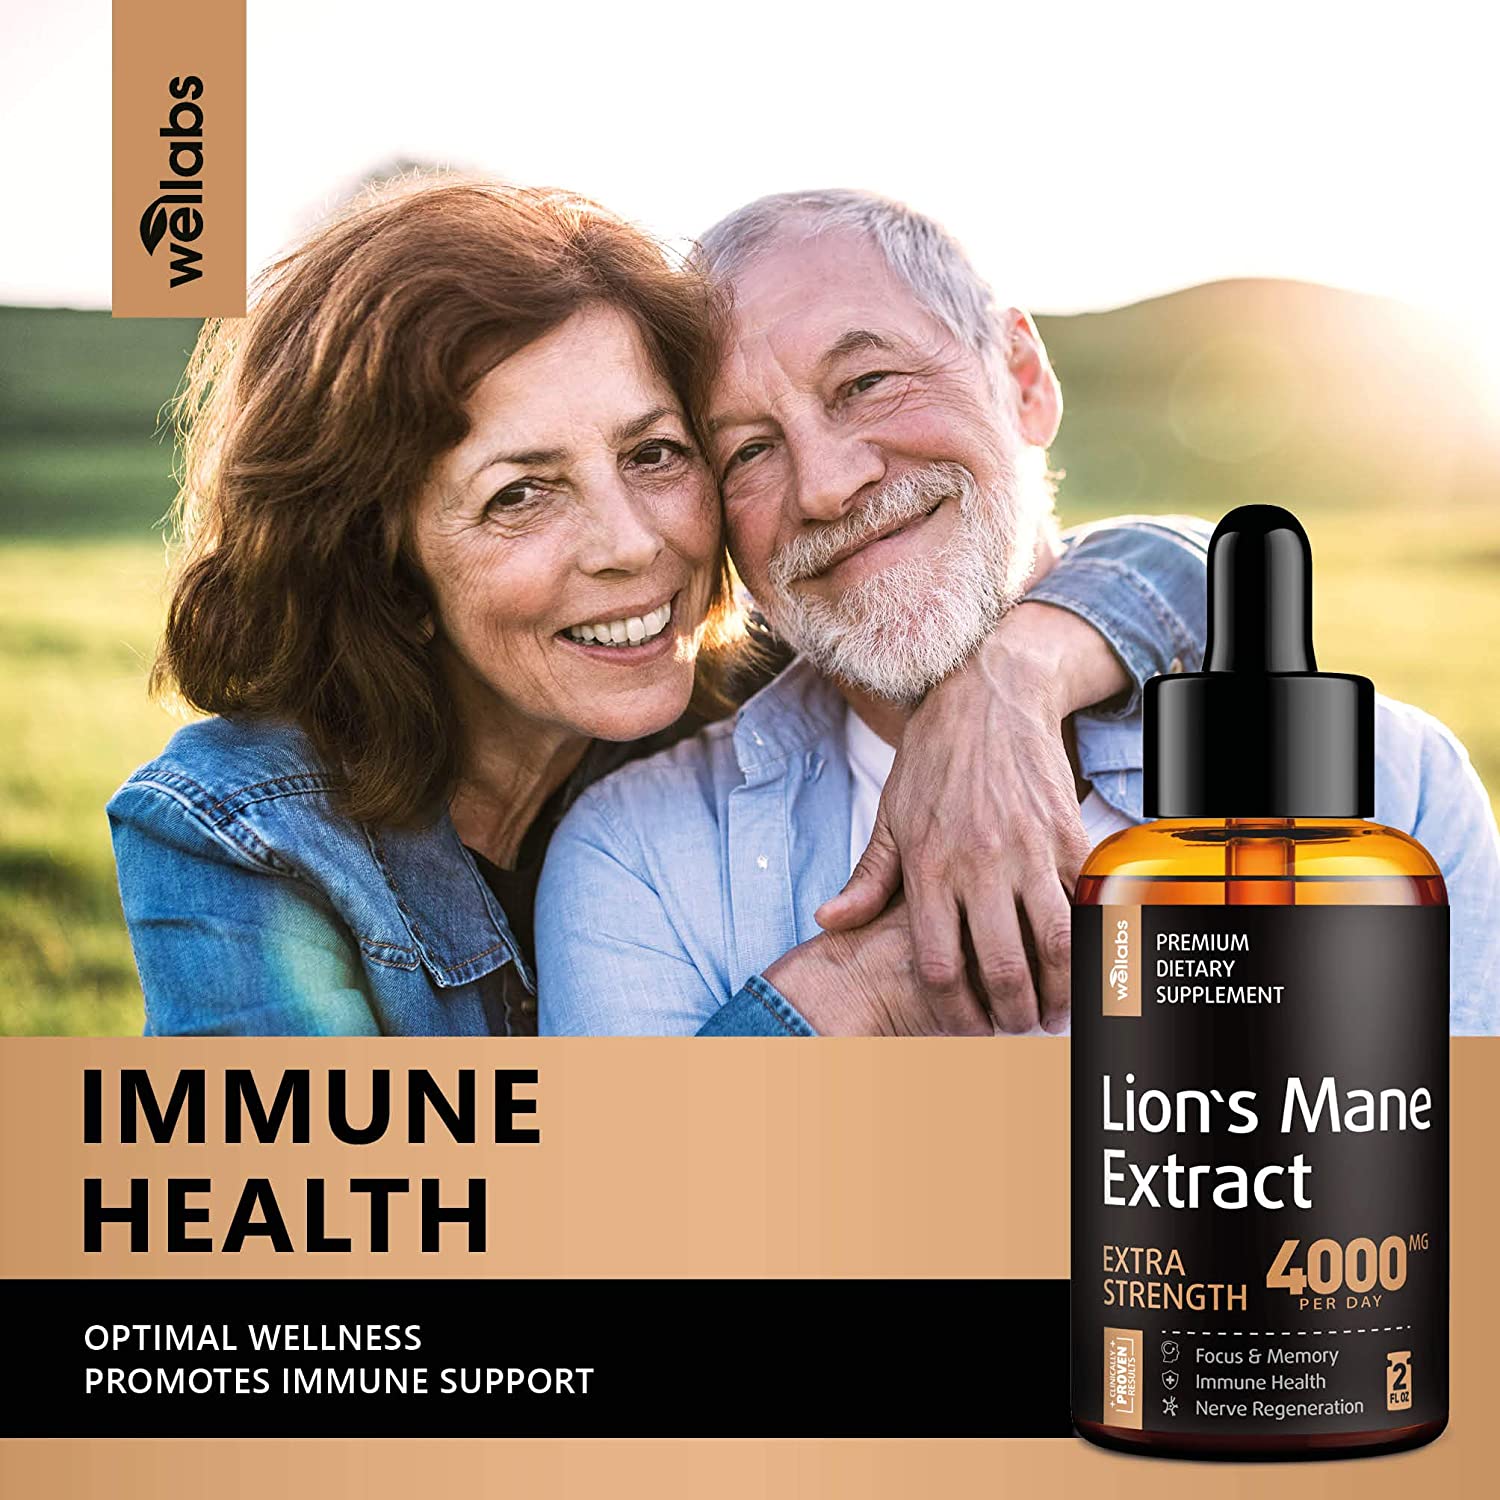 wellabs
wellabs
PREMIUM
DIETARY
SUPPLEMENT
Lion`s Mane
Extract
EXTRA
STRENGTH
4000 MG
PER DAY
+ CLINICALLY +
PROVEN
RESULTS
Focus & Memory
Immune Health
Nerve Regeneration
2
FL OZ
IMMUNE
HEALTH
OPTIMAL WELLNESS
PROMOTES IMMUNE SUPPORT